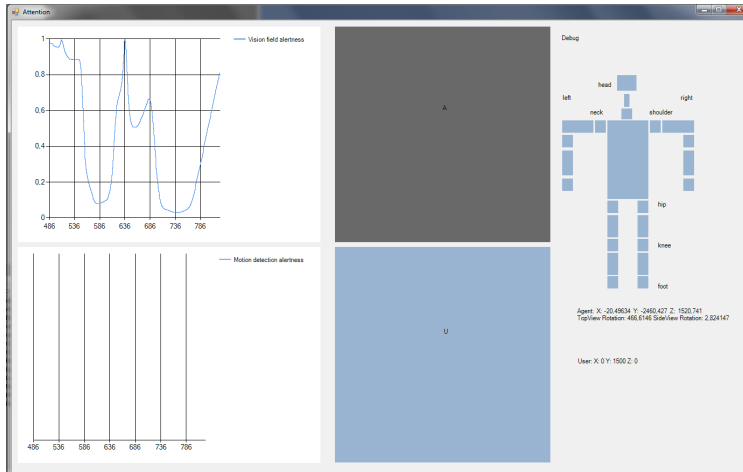 Attention
Vision field alertness
1
0,8
0,6
0,4
0,2
0
486 536 586 636 686 736 786
Motion detection alertness
486 536 586 636 686 736 786
A
U
Debug
head
left right
neck shoulder
hip
knee
foot
Agent. X: -20,49634 Y: -2460,427 Z: 1520,741
TopView Rotation: 466,6146 SideView Rotation: 2,824147
User: X: 0 Y: 1500 Z: 0